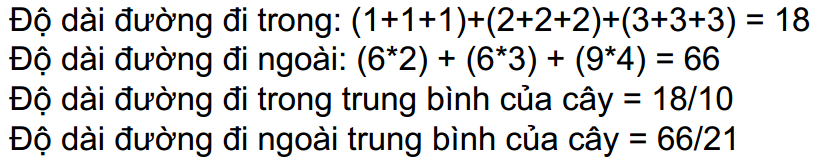 Độ dài đường đi trong: (1+1+1)+(2+2+2)+(3+3+3) = 18
Độ dài đường đi ngoài: (6*2) + (6*3) + (9*4) = 66
Độ dài đường đi trong trung bình của cây = 18/10
Độ dài đường đi ngoài trung bình của cây = 66/21